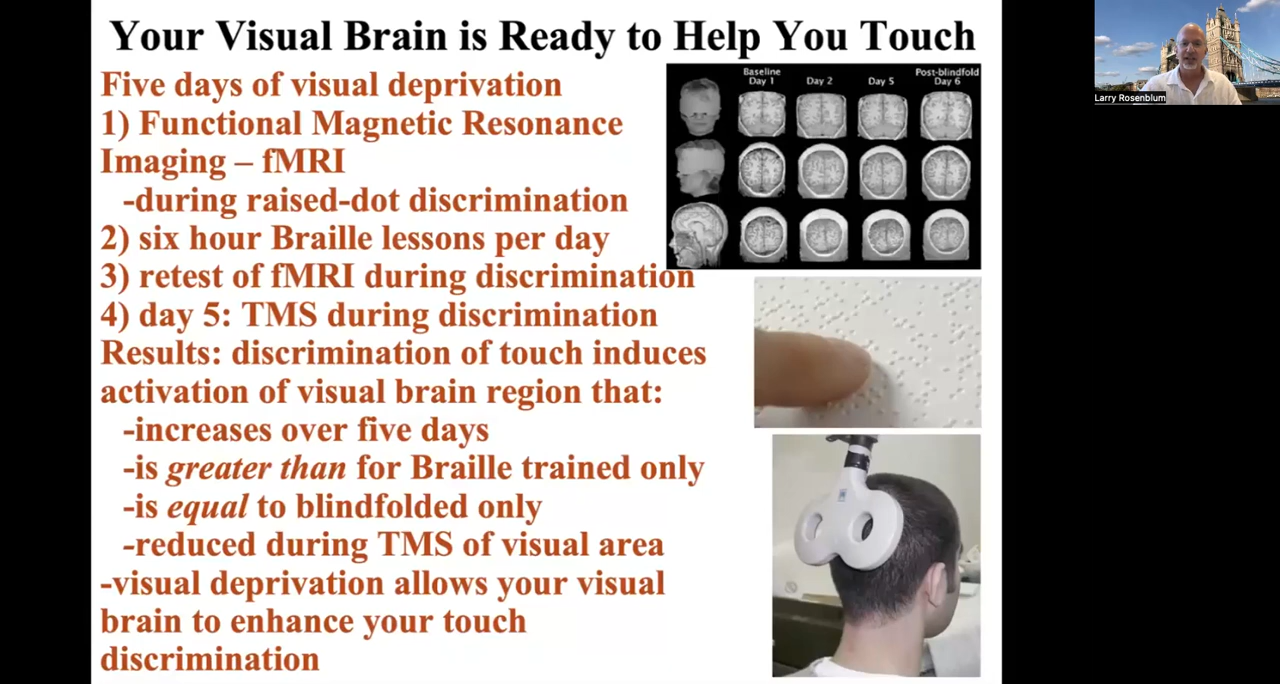 Your Visual Brain is Ready to Help You Touch
Five days of visual deprivation
1) Functional Magnetic Resonance
Imaging – fMRI
-during raised-dot discrimination
2) six hour Braille lessons per day
3) retest of fMRI during discrimination
4) day 5: TMS during discrimination
Results: discrimination of touch induces
activation of visual brain region that:
-increases over five days
-is greater than for Braille trained only
-is equal to blindfolded only
-reduced during TMS of visual area
-visual deprivation allows your visual
brain to enhance your touch
discrimination
Baseline
Day 1
Day 2
Day 5
Post-blindfold
Day 6
Larry Rosenblum